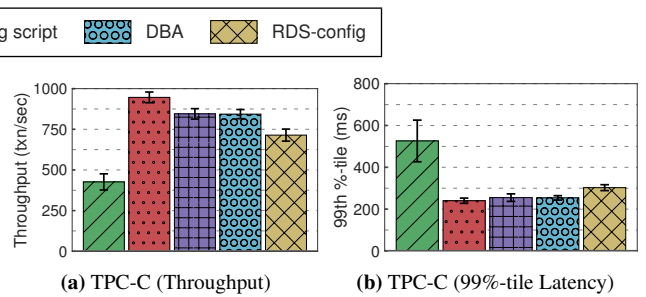 g script DBA RDS-config
1000
750
500
250
0
Throughput (txn/sec)
800
600
400
200
0
99th %-tile (ms)
(a) TPC-C (Throughput)
(b) TPC-C (99%-tile Latency)